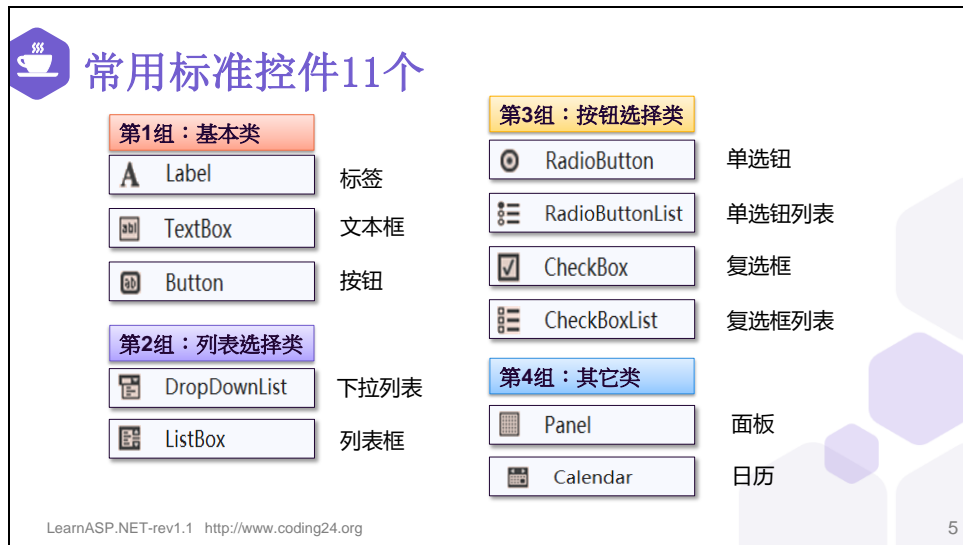 常用标准控件11个
第1组：基本类
A Label 标签
abl TextBox 文本框
ab Button 按钮
第2组：列表选择类
DropDownList 下拉列表
ListBox 列表框
第3组：按钮选择类
RadioButton 单选钮
RadioButtonList 单选钮列表
CheckBox 复选框
CheckBoxList 复选框列表
第4组：其它类
Panel 面板
Calendar 日历
LearnASP.NET-rev1.1 http://www.coding24.org 5